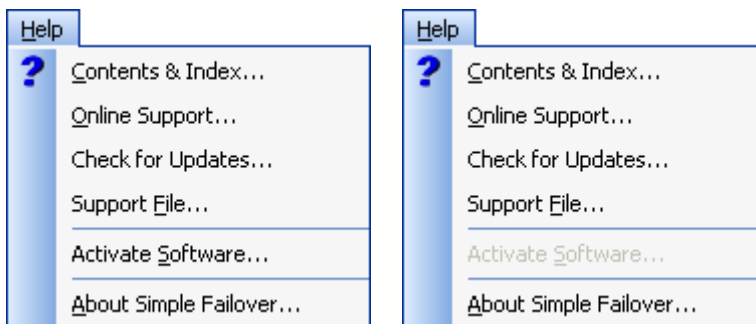 Help
Contents & Index...
Online Support...
Check for Updates...
Support File...
Activate Software...
About Simple Failover...
Help
Contents & Index...
Online Support...
Check for Updates...
Support File...
Activate Software...
About Simple Failover...